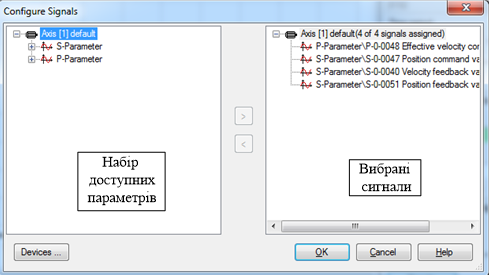 Configure Signals
Axis [1] default
S-Parameter
P-Parameter
Набір
доступних
параметрів
Axis [1] default(4 of 4 signals assigned)
P-Parameter\P-0-0048 Effective velocity con
S-Parameter\S-0-0047 Position command va
S-Parameter\S-0-0040 Velocity feedback va
S-Parameter\S-0-0051 Position feedback va
Вибрані
сигнали
>
<
Devices ...
OK
Cancel
Help